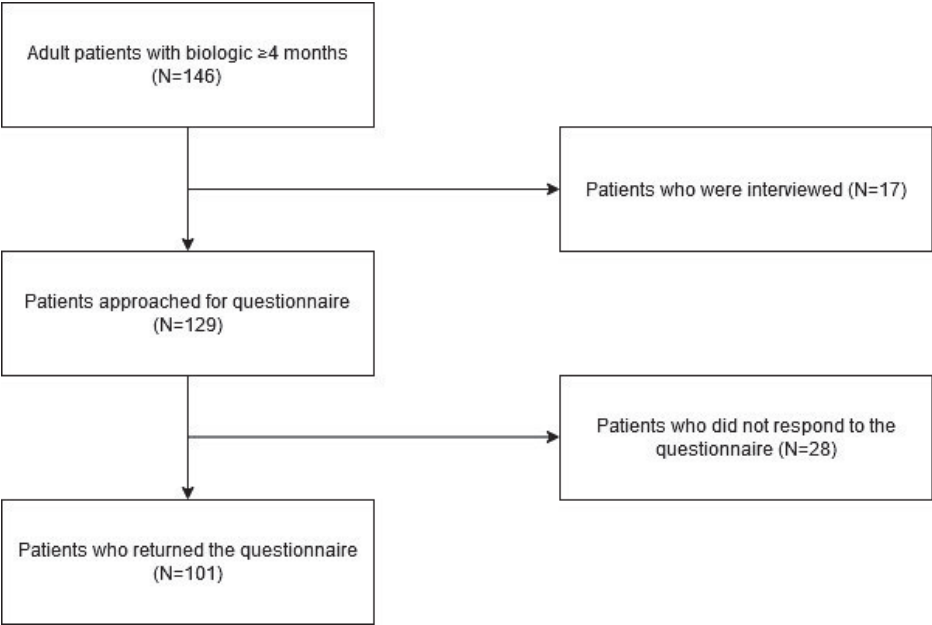 Adult patients with biologic ≥4 months
(N=146)
Patients who were interviewed (N=17)
Patients approached for questionnaire
(N=129)
Patients who did not respond to the
questionnaire (N=28)
Patients who returned the questionnaire
(N=101)